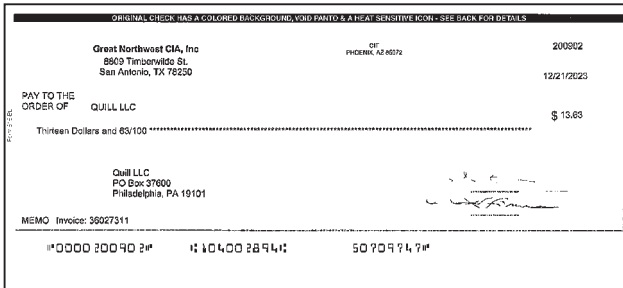 ORIGINAL CHECK HAS A COLORED BACKGROUND, VOID PANTO & A HEAT SENSITIVE ICON - SEE BACK FOR DETAILS
Great Northwest CIA, Inc
8809 Timberwilde St.
San Antonio, TX 78250
CIT
PHOENIX, AZ 85072
200902
12/21/2023
PAY TO THE
ORDER OF QUILL LLC
$ 13.63
Thirteen Dollars and 63/100
Quill LLC
PO Box 37600
Philadelphia, PA 19101
MEMO Invoice: 36027311
⑈0000200902⑈ ⑆104002894⑆ 50709747⑈